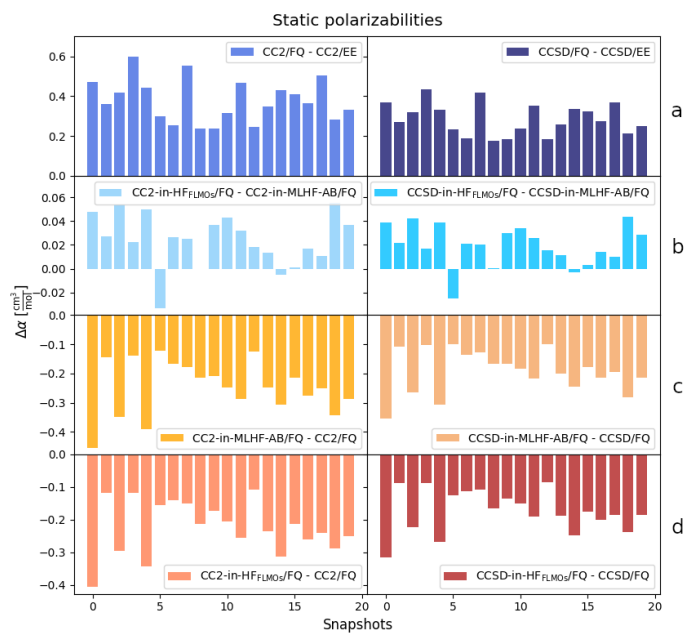 Static polarizabilities
CC2/FQ - CC2/EE
CCSD/FQ - CCSD/EE
a
0.6
0.4
0.2
0.0
CC2-in-HF_FLMOs/FQ - CC2-in-MLHF-AB/FQ
CCSD-in-HF_FLMOs/FQ - CCSD-in-MLHF-AB/FQ
b
0.06
0.04
0.02
0.00
−0.02
Δα [cm³/mol]
0.0
−0.1
−0.2
−0.3
−0.4
CC2-in-MLHF-AB/FQ - CC2/FQ
CCSD-in-MLHF-AB/FQ - CCSD/FQ
c
0.0
−0.1
−0.2
−0.3
−0.4
CC2-in-HF_FLMOs/FQ - CC2/FQ
CCSD-in-HF_FLMOs/FQ - CCSD/FQ
d
0 5 10 15 20 0 5 10 15 20
Snapshots Snapshots